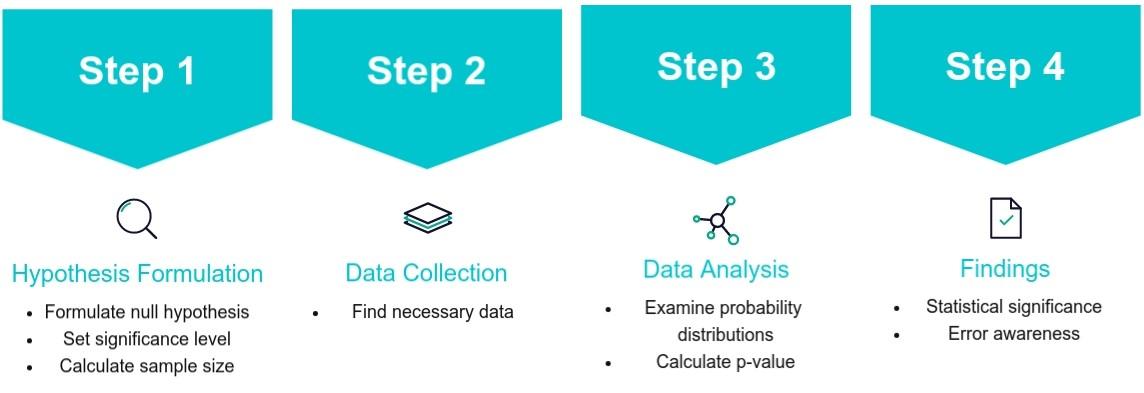 Step 1
Step 2
Step 3
Step 4
Hypothesis Formulation
• Formulate null hypothesis
• Set significance level
• Calculate sample size
Data Collection
• Find necessary data
Data Analysis
• Examine probability
distributions
• Calculate p-value
Findings
• Statistical significance
• Error awareness